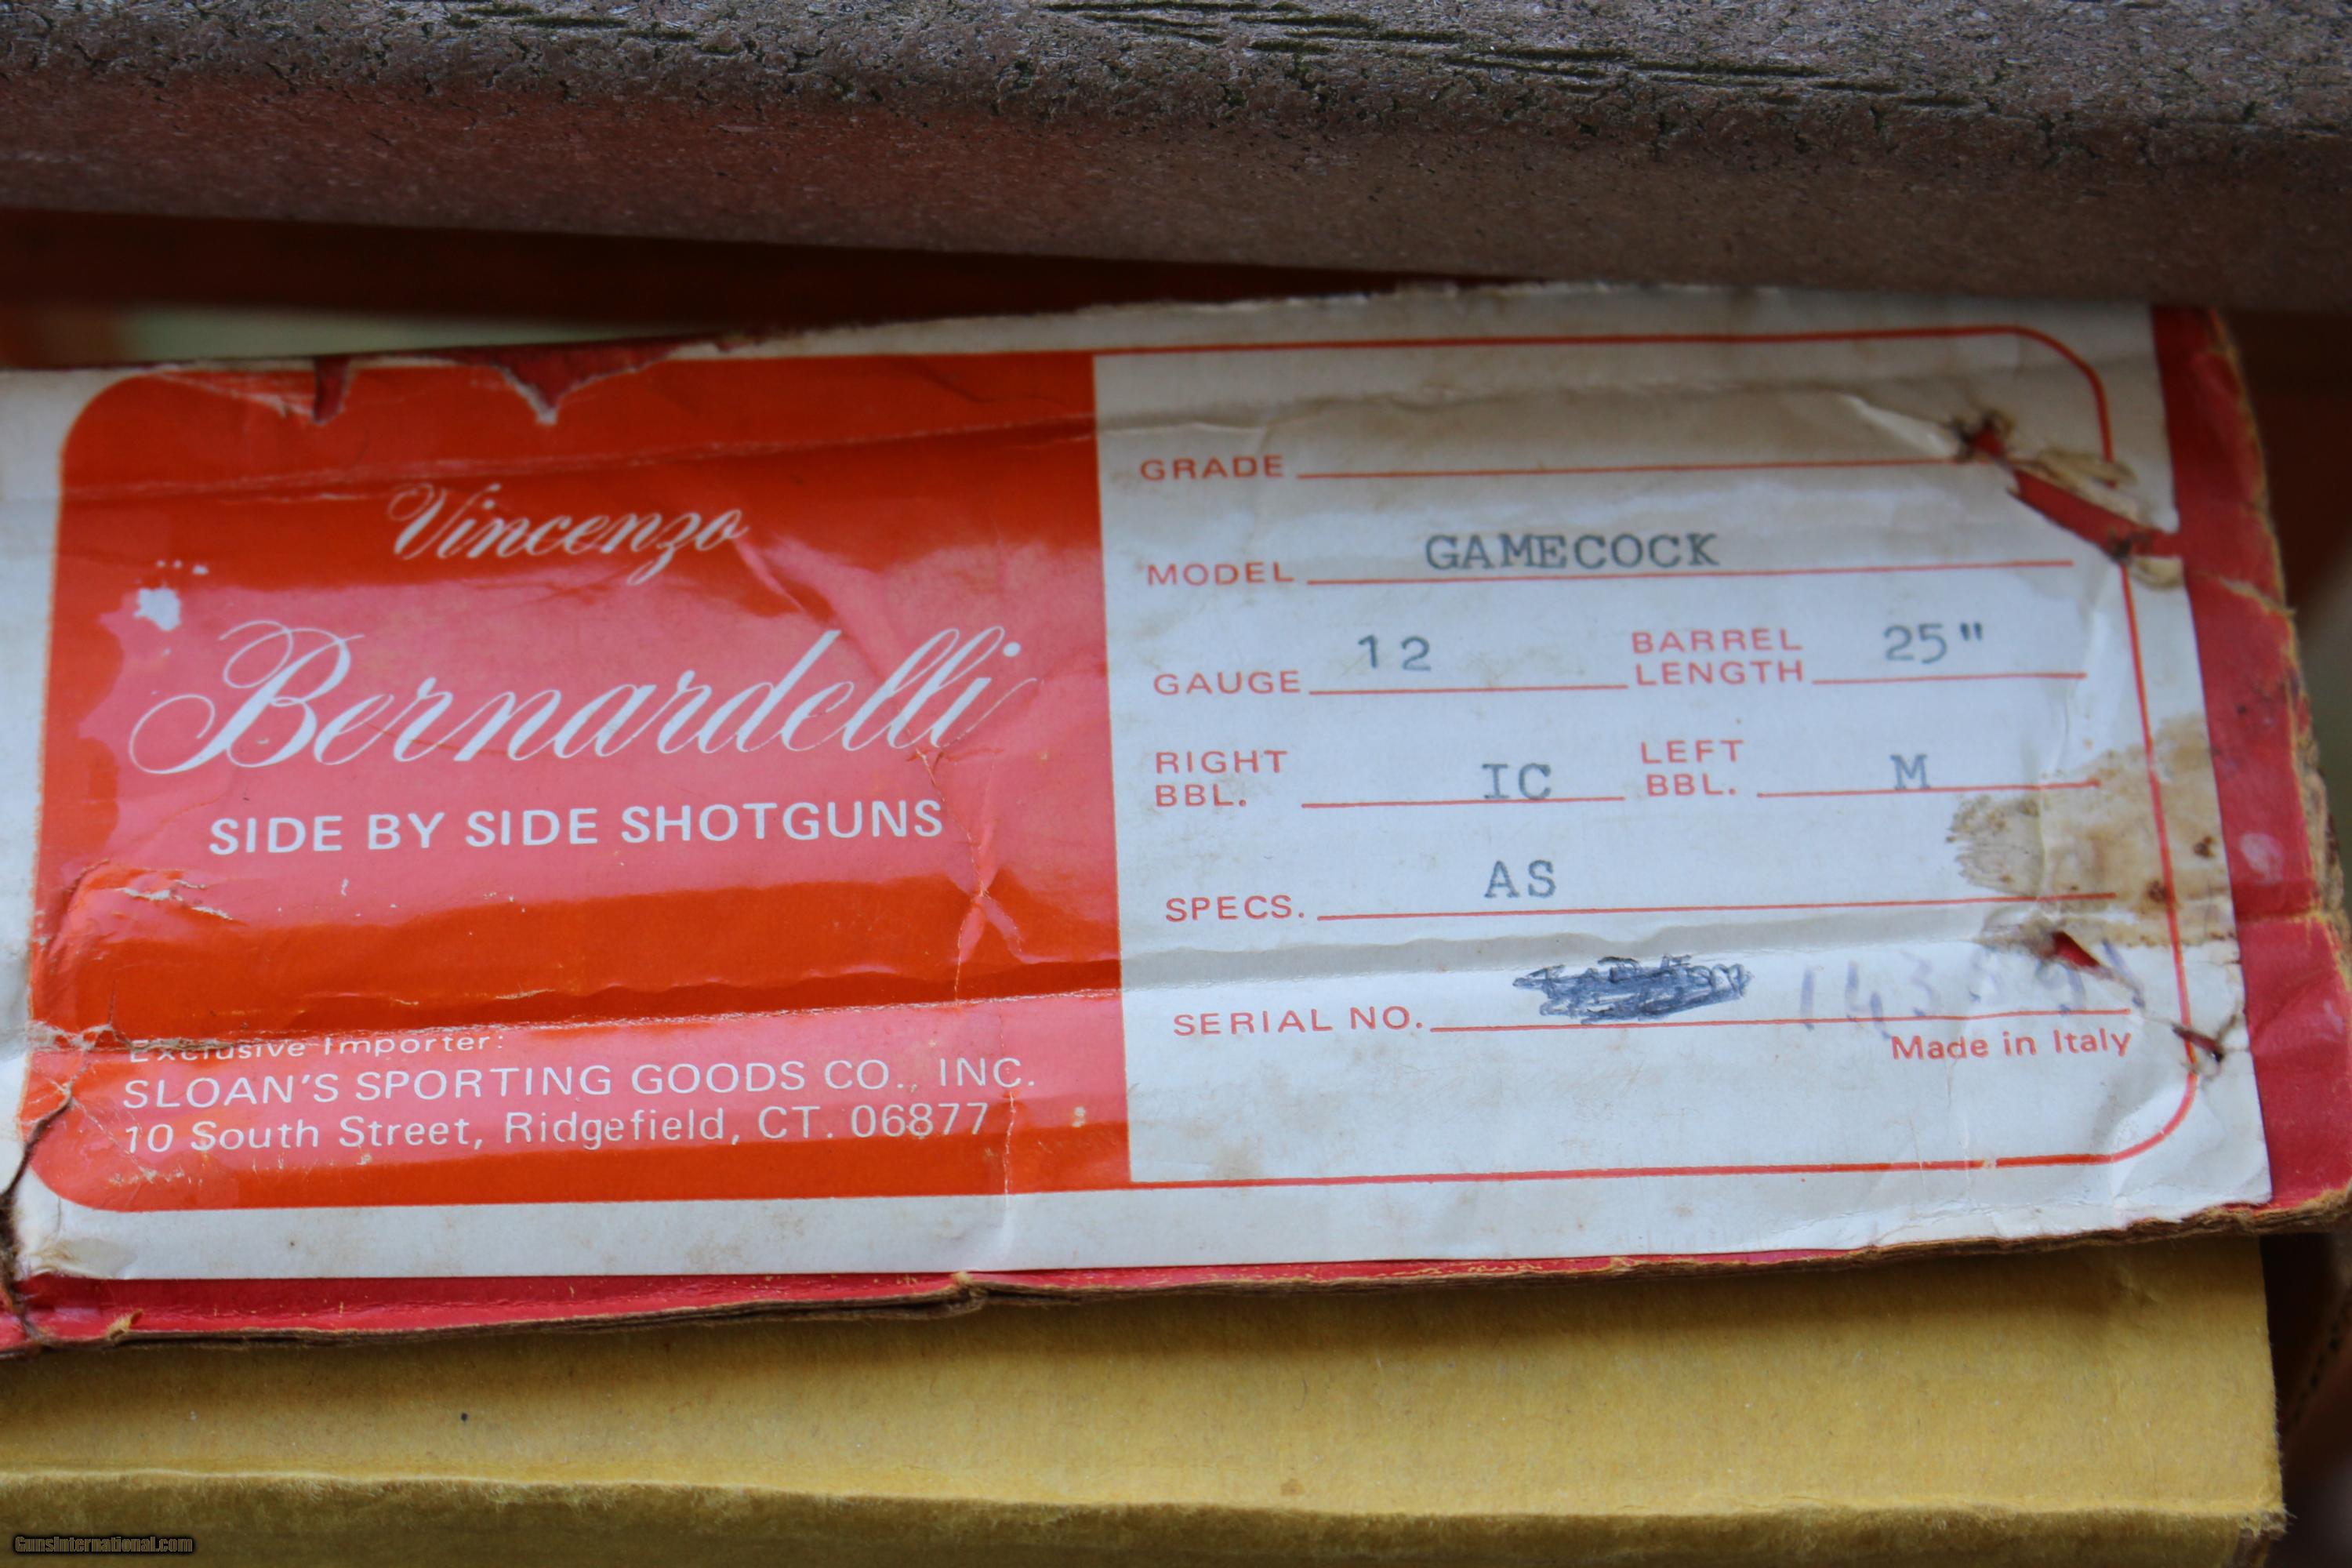 Vincenzo
Bernardelli
SIDE BY SIDE SHOTGUNS
Exclusive Importer:
SLOAN'S SPORTING GOODS CO., INC.
10 South Street, Ridgefield, CT. 06877
GRADE
MODEL GAMECOCK
GAUGE 12 BARREL LENGTH 25"
RIGHT BBL. IC LEFT BBL. M
SPECS. AS
SERIAL NO.
Made in Italy
GunsInternational.com